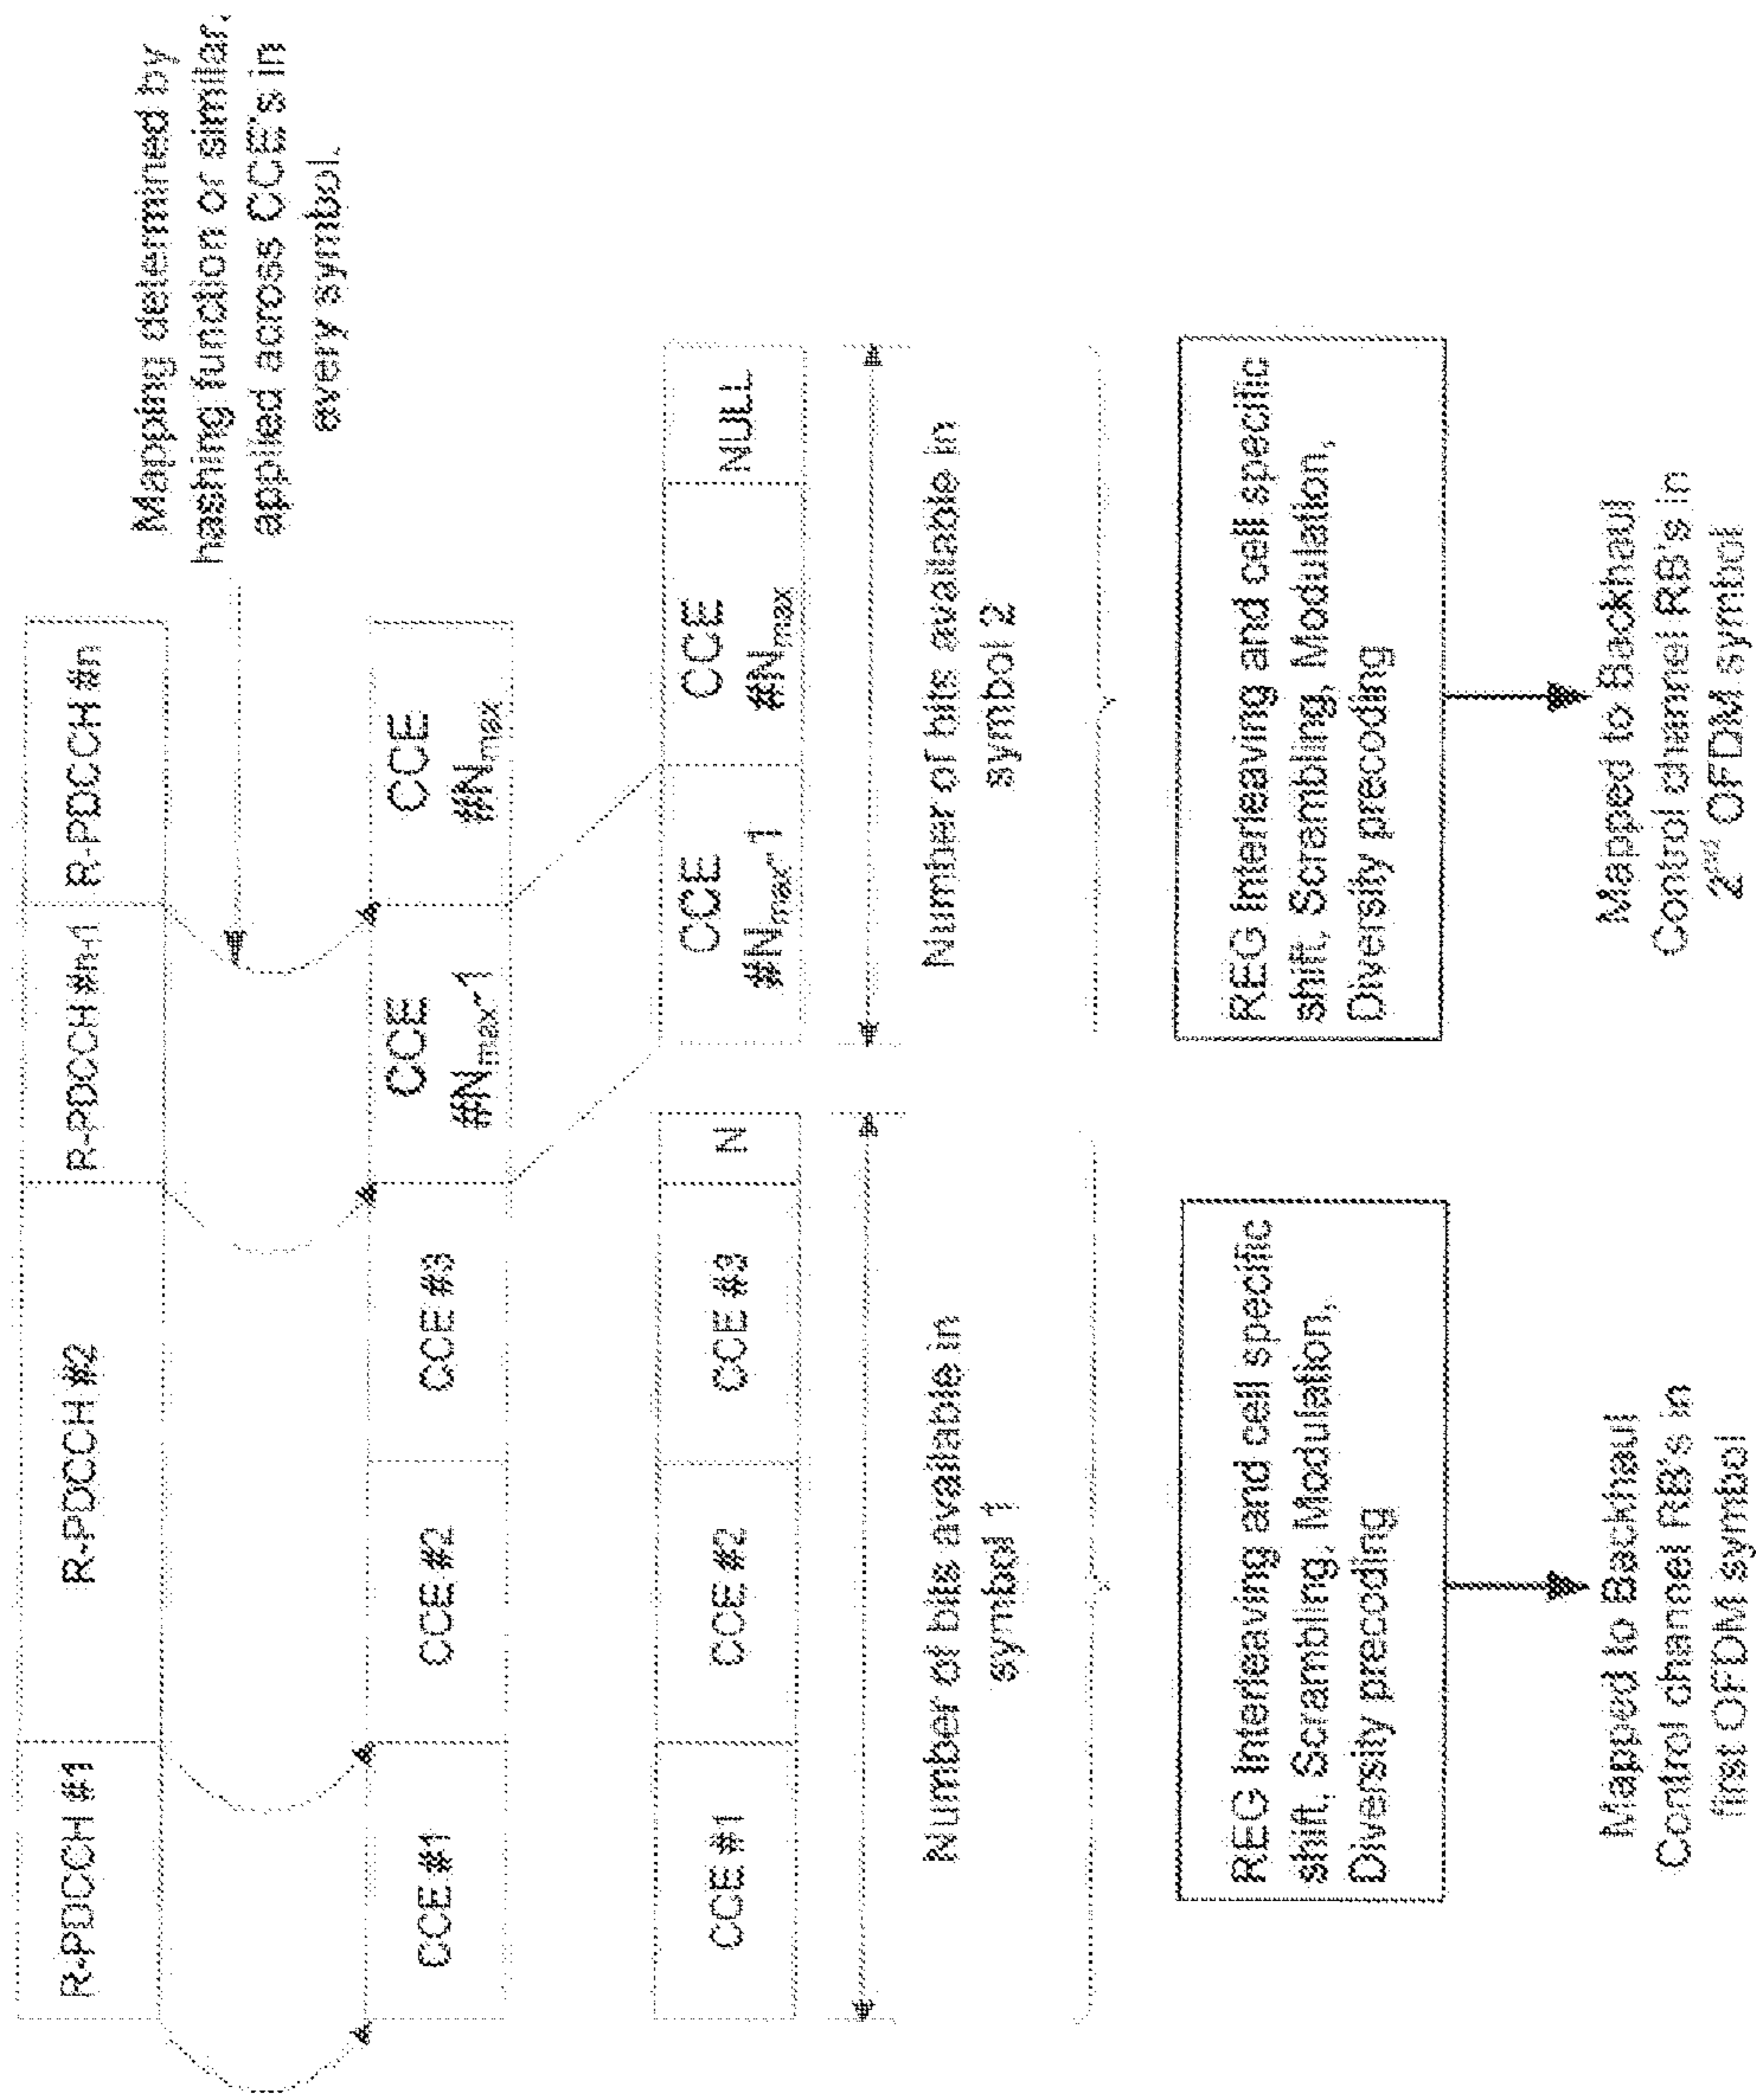 R-PDCCH #1
R-PDCCH #2
R-PDCCH #n-1
R-PDCCH #n
Mapping determined by
hashing function or similar,
applied across CCE's in
every symbol.
CCE #1
CCE #2
CCE #3
CCE
#Nmax-1
CCE
#Nmax
CCE #1
CCE #2
CCE #3
N
CCE
#Nmax-1
CCE
#Nmax
NULL
Number of bits available in
symbol 1
Number of bits available in
symbol 2
REG Interleaving and cell specific
shift, Scrambling, Modulation,
Diversity precoding
REG Interleaving and cell specific
shift, Scrambling, Modulation,
Diversity precoding
Mapped to Backhaul
Control channel RB's in
first OFDM symbol
Mapped to Backhaul
Control channel RB's in
2nd OFDM symbol